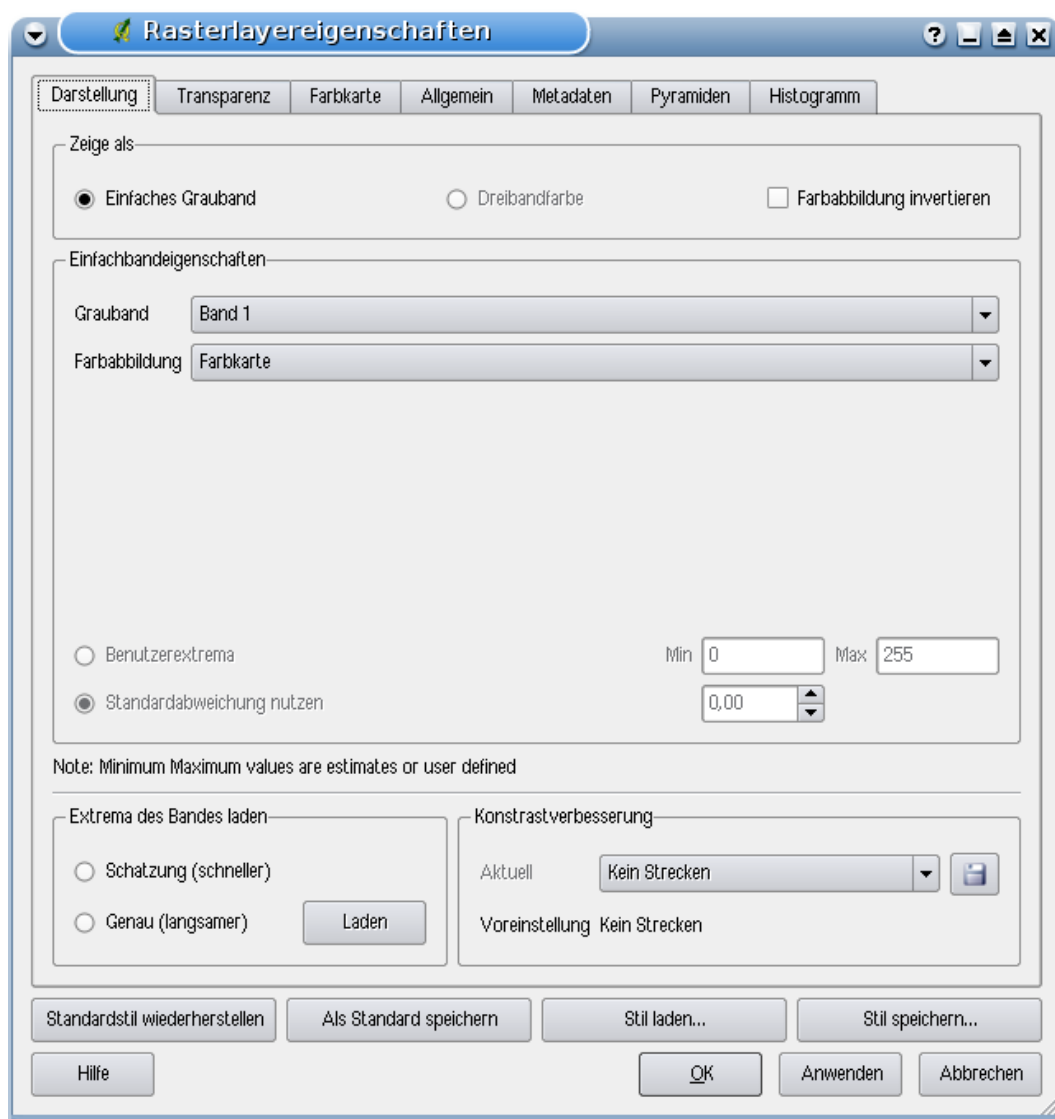 Rasterlayereigenschaften
Darstellung Transparenz Farbkarte Allgemein Metadaten Pyramiden Histogramm
Zeige als
Einfaches Grauband Dreibandfarbe Farbabbildung invertieren
Einfachbandeigenschaften
Grauband Band 1
Farbabbildung Farbkarte
Benutzerextrema Min 0 Max 255
Standardabweichung nutzen 0,00
Note: Minimum Maximum values are estimates or user defined
Extrema des Bandes laden
Schatzung (schneller)
Genau (langsamer) Laden
Konstrastverbesserung
Aktuell Kein Strecken
Voreinstellung Kein Strecken
Standardstil wiederherstellen Als Standard speichern Stil laden... Stil speichern...
Hilfe OK Anwenden Abbrechen